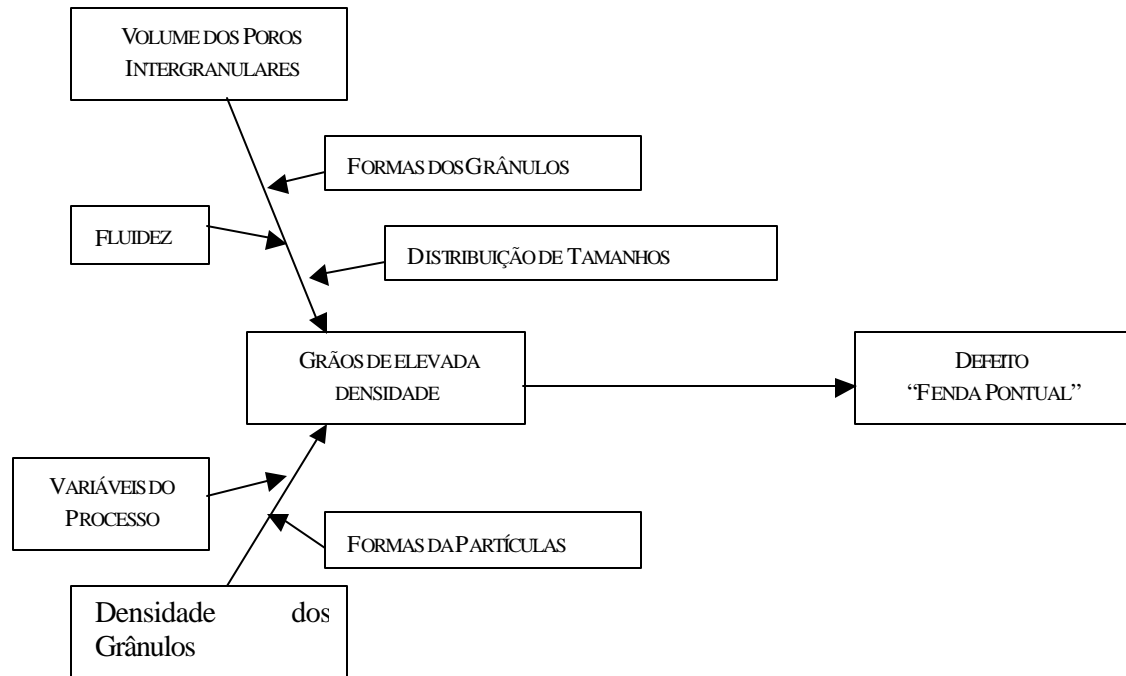 VOLUME DOS POROS
INTERGRANULARES
FORMAS DOS GRÂNULOS
FLUIDEZ
DISTRIBUIÇÃO DE TAMANHOS
GRÃOS DE ELEVADA
DENSIDADE
DEFEITO
“FENDA PONTUAL”
VARIÁVEIS DO
PROCESSO
FORMAS DA PARTÍCULAS
Densidade dos
Grânulos